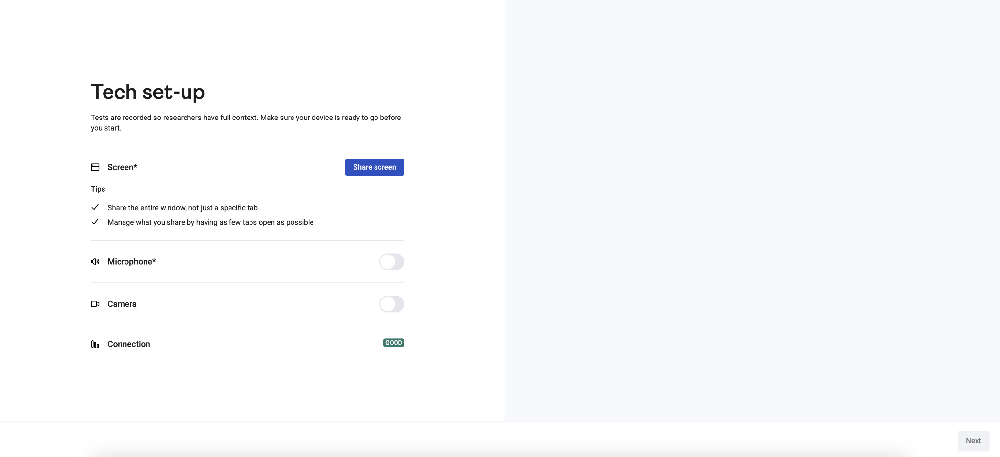 Tech set-up
Tests are recorded so researchers have full context. Make sure your device is ready to go before
you start.
Screen*
Share screen
Tips
Share the entire window, not just a specific tab
Manage what you share by having as few tabs open as possible
Microphone*
Camera
Connection
GOOD
Next